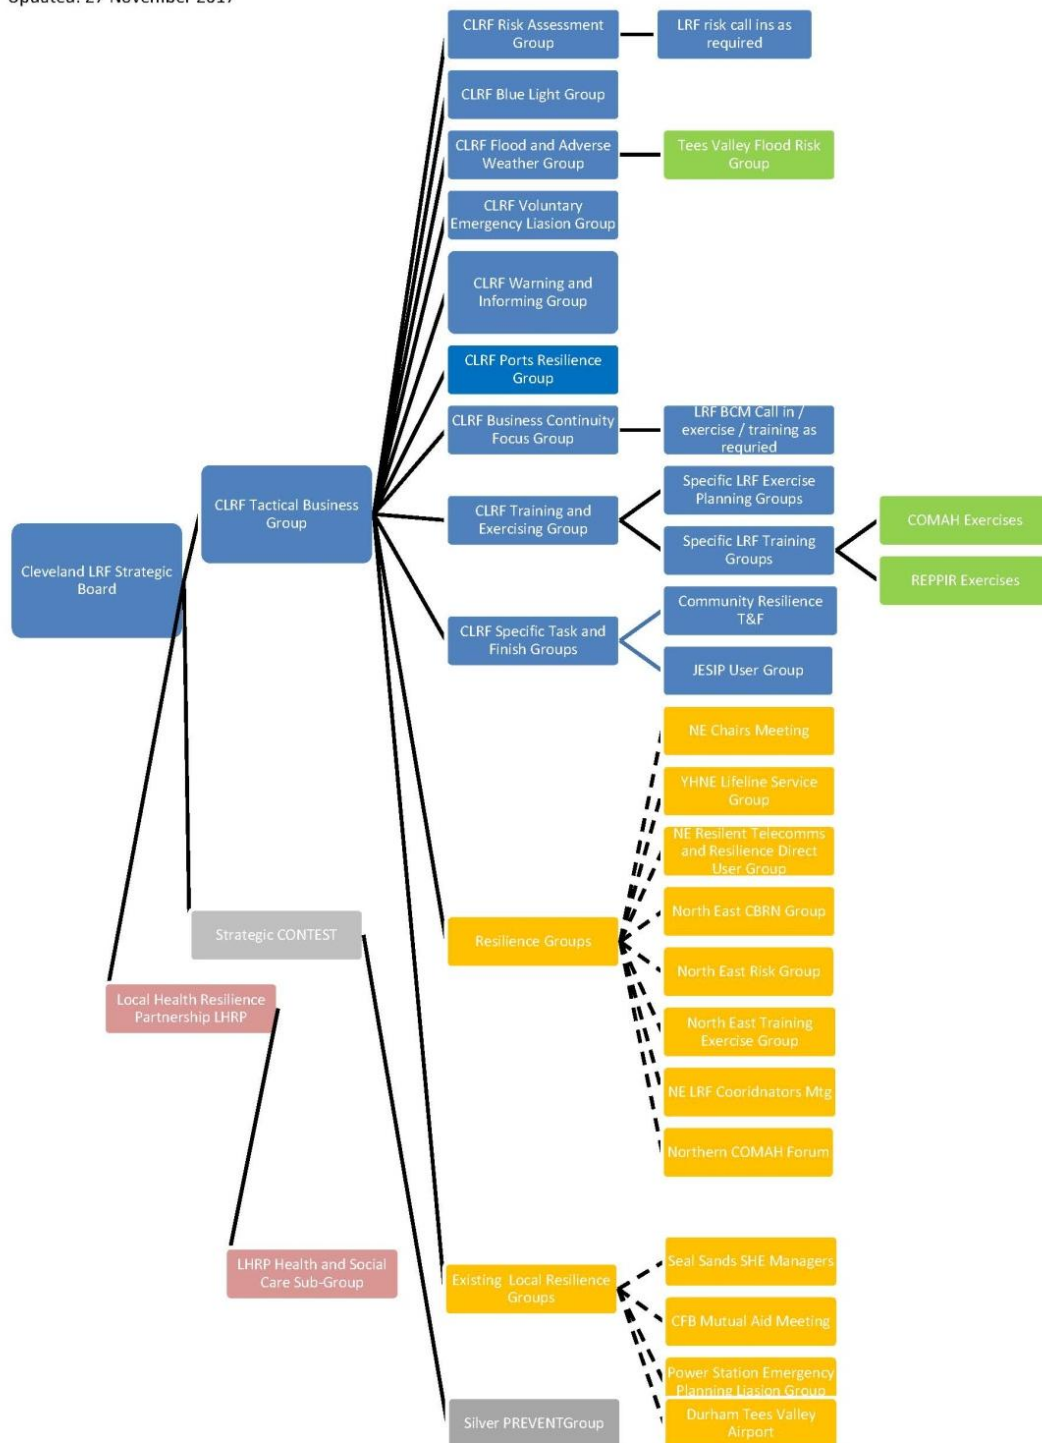 Updated: 27 November 2017
CLRF Risk Assessment
Group
LRF risk call ins as
required
CLRF Blue Light Group
CLRF Flood and Adverse
Weather Group
Tees Valley Flood Risk
Group
CLRF Voluntary
Emergency Liasion Group
CLRF Warning and
Informing Group
CLRF Ports Resilience
Group
CLRF Business Continuity
Focus Group
LRF BCM Call in /
exercise / training as
requried
CLRF Tactical Business
Group
CLRF Training and
Exercising Group
Specific LRF Exercise
Planning Groups
Specific LRF Training
Groups
COMAH Exercises
REPPIR Exercises
Cleveland LRF Strategic
Board
CLRF Specific Task and
Finish Groups
Community Resilience
T&F
JESIP User Group
NE Chairs Meeting
YHNE Lifeline Service
Group
NE Resilent Telecomms
and Resilience Direct
User Group
North East CBRN Group
Strategic CONTEST
Resilience Groups
North East Risk Group
Local Health Resilience
Partnership LHRP
North East Training
Exercise Group
NE LRF Cooridnators Mtg
Northern COMAH Forum
LHRP Health and Social
Care Sub-Group
Existing Local Resilience
Groups
Seal Sands SHE Managers
CFB Mutual Aid Meeting
Power Station Emergency
Planning Liasion Group
Silver PREVENTGroup
Durham Tees Valley
Airport